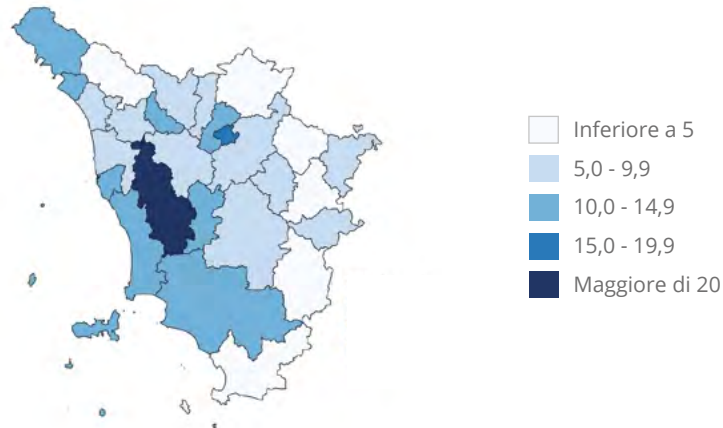 Inferiore a 5
5,0 - 9,9
10,0 - 14,9
15,0 - 19,9
Maggiore di 20